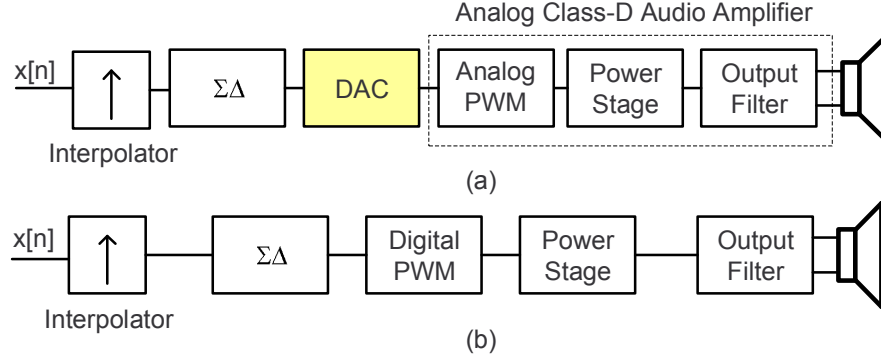 Analog Class-D Audio Amplifier
x[n]
ΣΔ
DAC
Analog
PWM
Power
Stage
Output
Filter
Interpolator
(a)
x[n]
ΣΔ
Digital
PWM
Power
Stage
Output
Filter
Interpolator
(b)